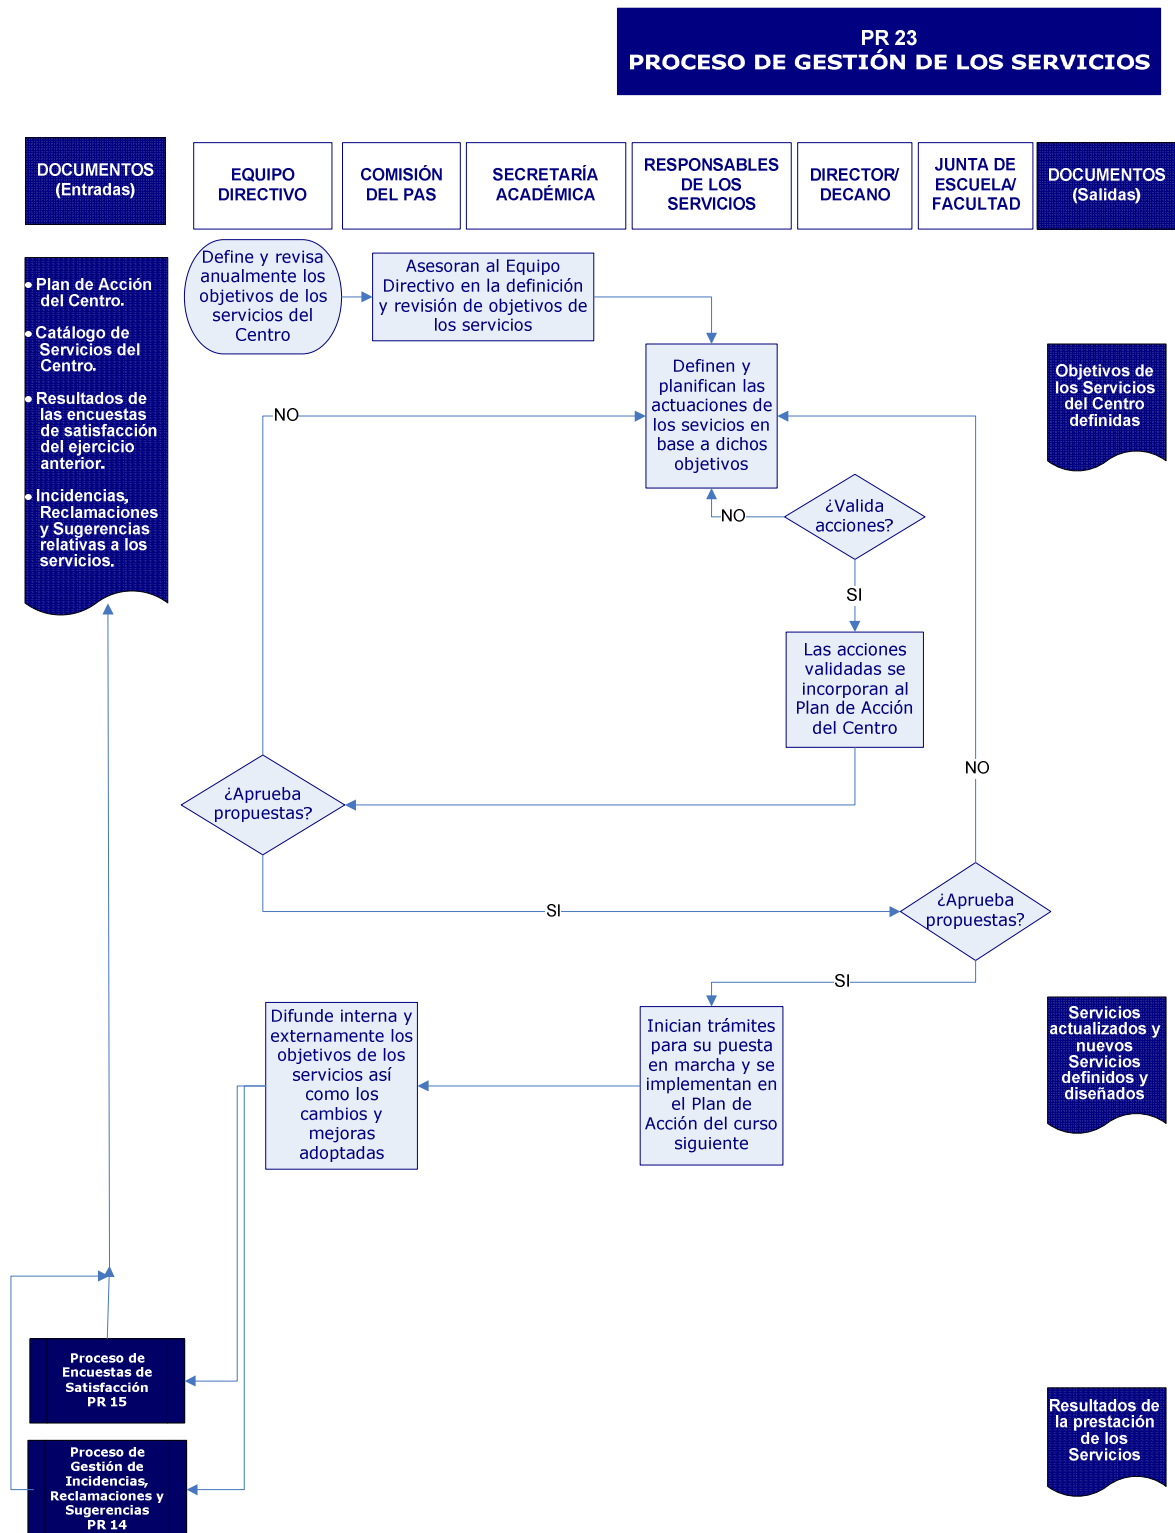 PR 23
PROCESO DE GESTIÓN DE LOS SERVICIOS
DOCUMENTOS
(Entradas)
EQUIPO
DIRECTIVO
COMISIÓN
DEL PAS
SECRETARÍA
ACADÉMICA
RESPONSABLES
DE LOS
SERVICIOS
DIRECTOR/
DECANO
JUNTA DE
ESCUELA/
FACULTAD
DOCUMENTOS
(Salidas)
Define y revisa
anualmente los
objetivos de los
servicios del
Centro
Asesoran al Equipo
Directivo en la definición
y revisión de objetivos de
los servicios
• Plan de Acción
del Centro.
• Catálogo de
Servicios del
Centro.
• Resultados de
las encuestas
de satisfacción
del ejercicio
anterior.
• Incidencias,
Reclamaciones
y Sugerencias
relativas a los
servicios.
Definen y
planifican las
actuaciones de
los sevicios en
base a dichos
objetivos
Objetivos de
los Servicios
del Centro
definidas
NO
¿Valida
acciones?
NO
SI
Las acciones
validadas se
incorporan al
Plan de Acción
del Centro
NO
¿Aprueba
propuestas?
SI
¿Aprueba
propuestas?
SI
Difunde interna y
externamente los
objetivos de los
servicios así
como los
cambios y
mejoras
adoptadas
Inician trámites
para su puesta
en marcha y se
implementan en
el Plan de
Acción del curso
siguiente
Servicios
actualizados y
nuevos
Servicios
definidos y
diseñados
Proceso de
Encuestas de
Satisfacción
PR 15
Proceso de
Gestión de
Incidencias,
Reclamaciones y
Sugerencias
PR 14
Resultados de
la prestación
de los
Servicios